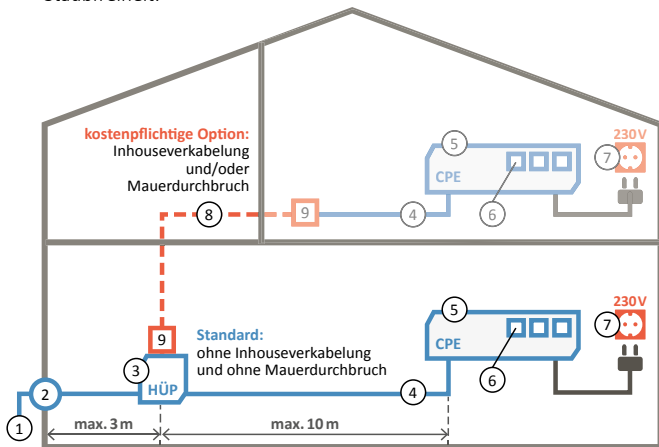 kostenpflichtige Option:
Inhouseverkabelung
und/oder
Mauerdurchbruch
5
230V
7
CPE
9
8
4
6
9
Standard:
ohne Inhouseverkabelung
und ohne Mauerdurchbruch
3
HÜP
5
230V
7
CPE
4
6
2
1
max. 3 m
max. 10 m